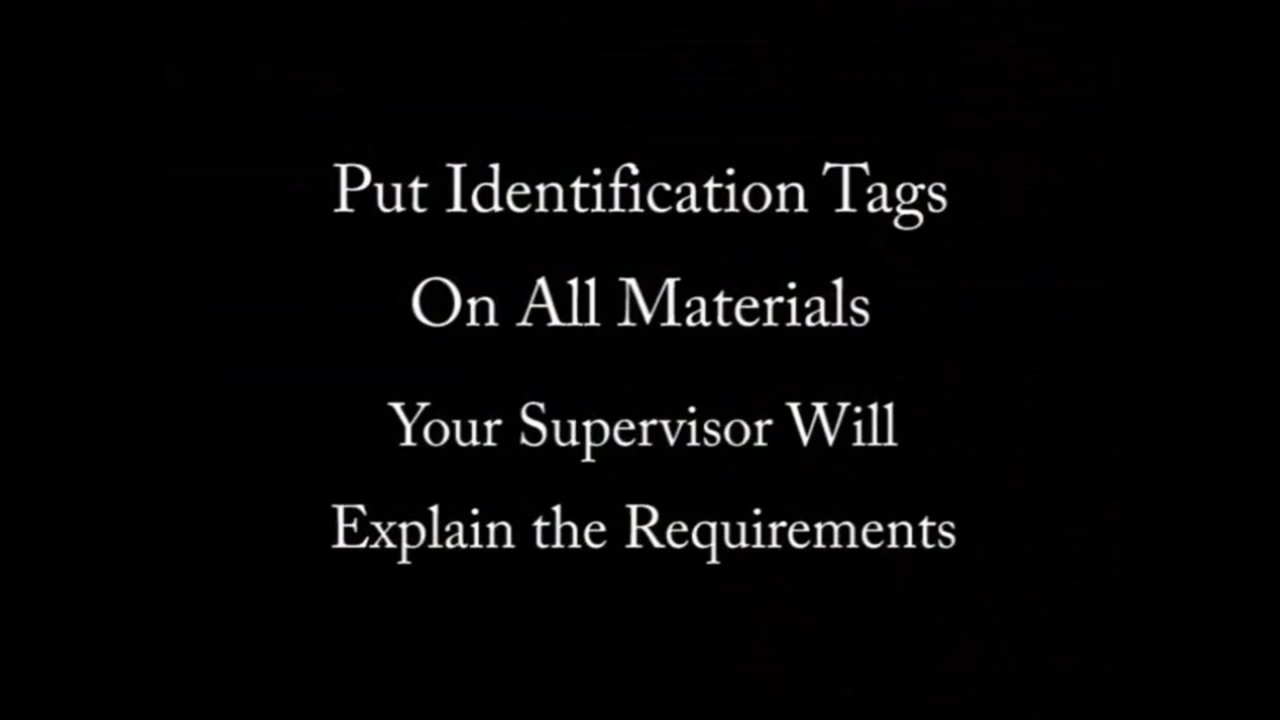 Put Identification Tags
On All Materials
Your Supervisor Will
Explain the Requirements